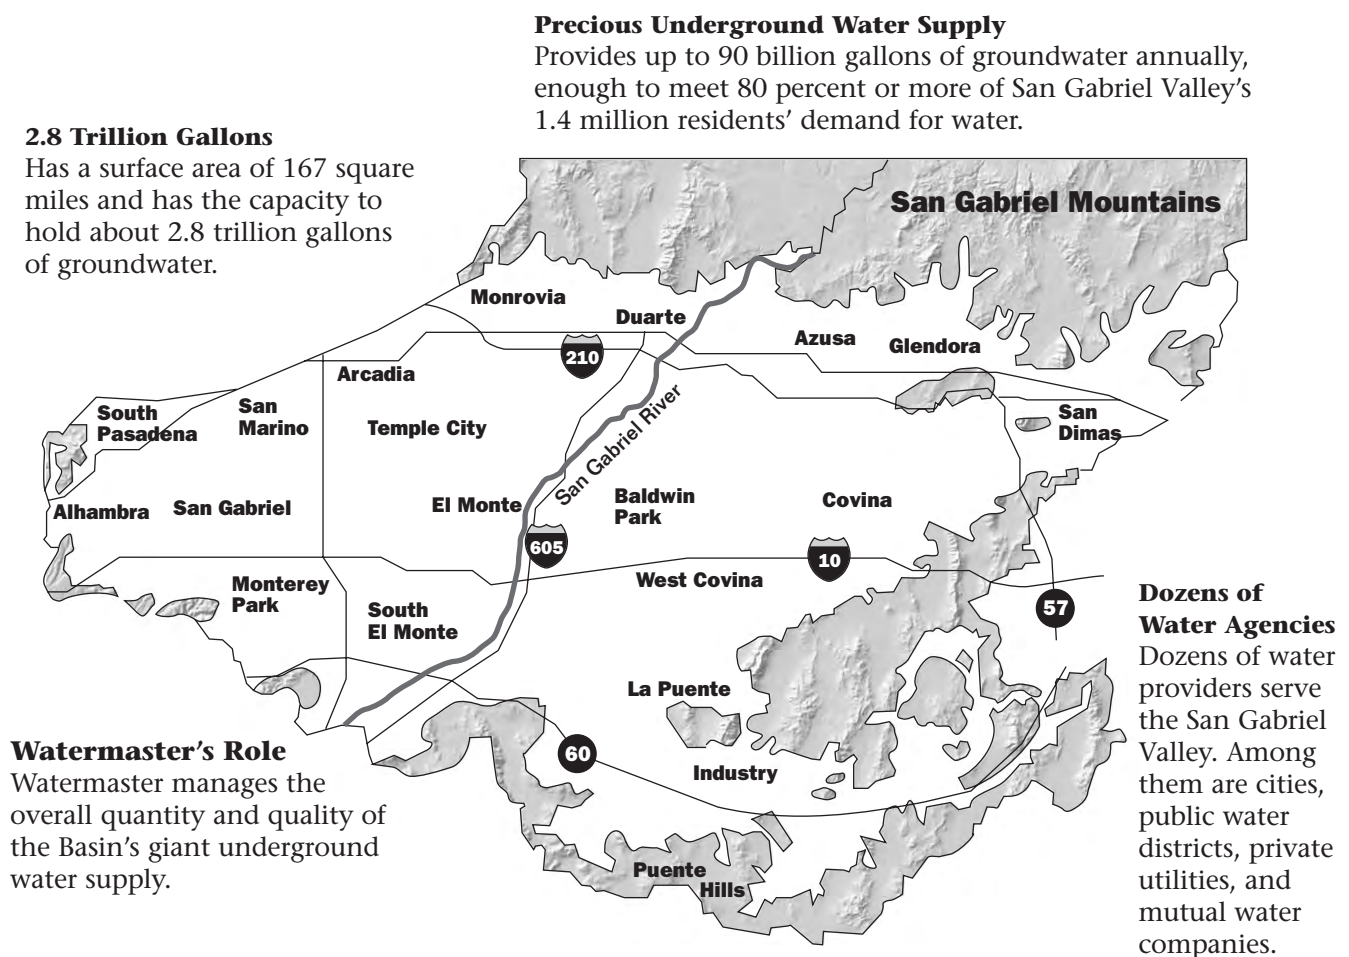 Precious Underground Water Supply
Provides up to 90 billion gallons of groundwater annually,
enough to meet 80 percent or more of San Gabriel Valley’s
1.4 million residents’ demand for water.
2.8 Trillion Gallons
Has a surface area of 167 square
miles and has the capacity to
hold about 2.8 trillion gallons
of groundwater.
San Gabriel Mountains
Monrovia
Duarte
Azusa
Glendora
210
Arcadia
South
Pasadena
San
Marino
Temple City
San
Dimas
San Gabriel River
Alhambra
San Gabriel
El Monte
Baldwin
Park
Covina
605
10
West Covina
Monterey
Park
South
El Monte
57
La Puente
60
Industry
Puente
Hills
Watermaster’s Role
Watermaster manages the
overall quantity and quality of
the Basin’s giant underground
water supply.
Dozens of
Water Agencies
Dozens of water
providers serve
the San Gabriel
Valley. Among
them are cities,
public water
districts, private
utilities, and
mutual water
companies.